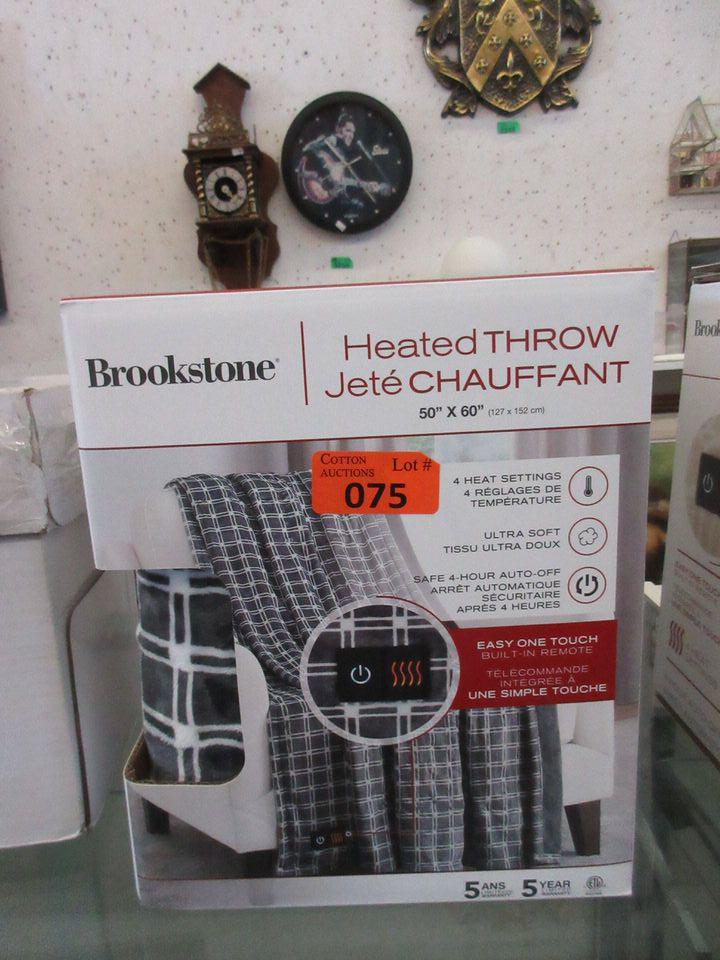 Brookstone
Heated THROW
Jeté CHAUFFANT
50" X 60" (127 x 152 cm)
COTTON
AUCTIONS
Lot #
075
4 HEAT SETTINGS
4 RÉGLAGES DE
TEMPÉRATURE
ULTRA SOFT
TISSU ULTRA DOUX
SAFE 4-HOUR AUTO-OFF
ARRÊT AUTOMATIQUE
SÉCURITAIRE
APRÈS 4 HEURES
EASY ONE TOUCH
BUILT-IN REMOTE
TÉLÉCOMMANDE
INTÉGRÉE À
UNE SIMPLE TOUCHE
5 ANS
5 YEAR